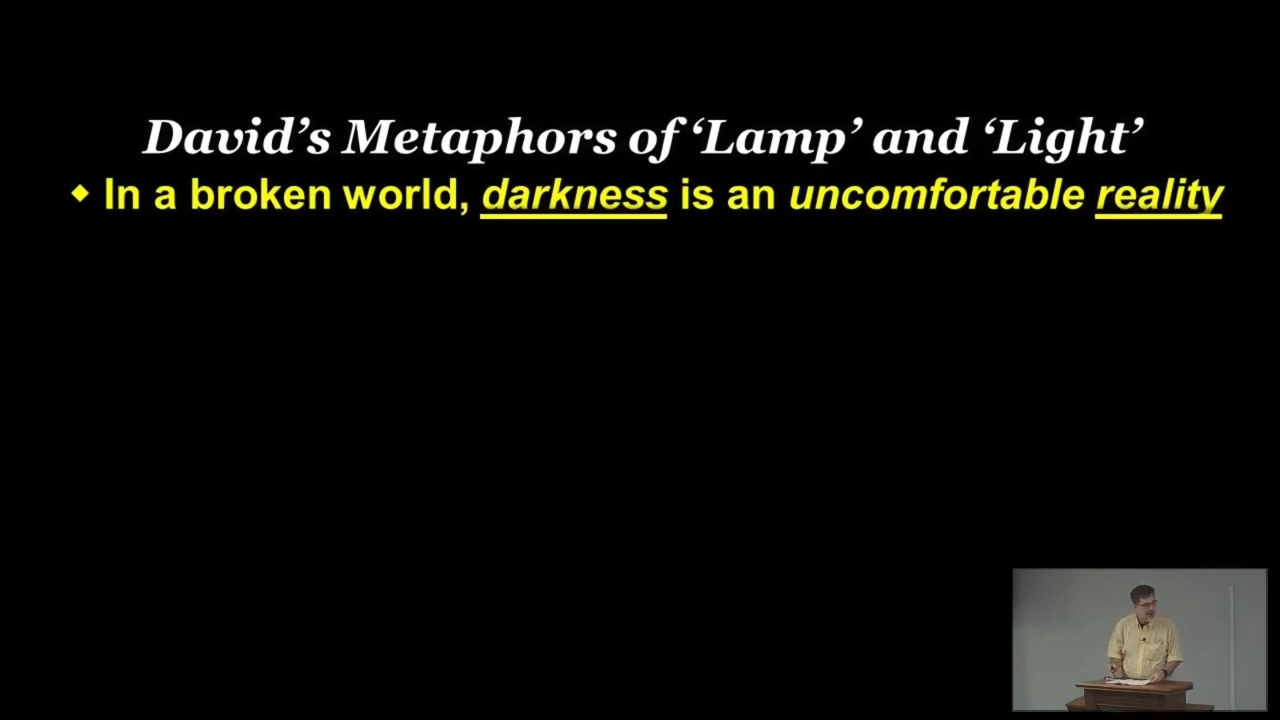 David’s Metaphors of ‘Lamp’ and ‘Light’
◆ In a broken world, darkness is an uncomfortable reality